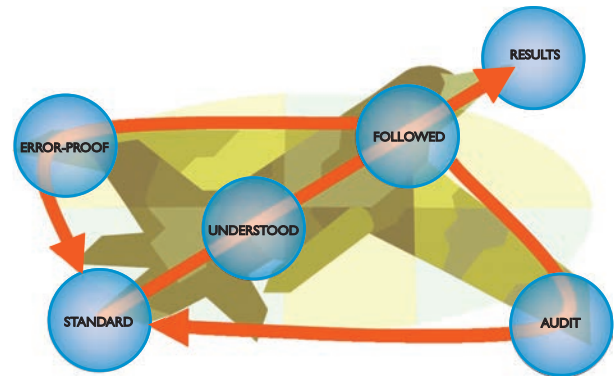 RESULTS
ERROR-PROOF
FOLLOWED
UNDERSTOOD
STANDARD
AUDIT